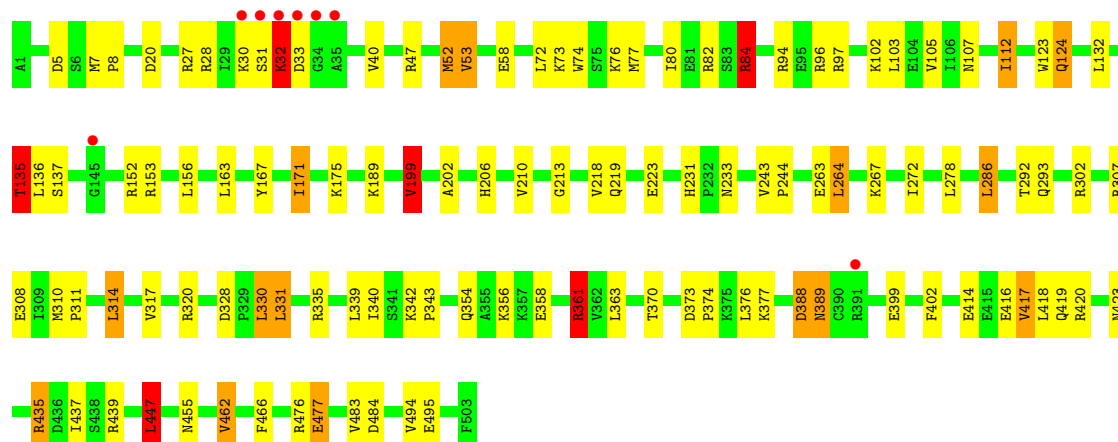 A1 D5 S6 M7 P8 D20 R27 R28 I29 K30 S31 K32 D33 G34 A35 V40 R47 M52 V53 E58 L72 K73 W74 S75 K76 M77 I80 E81 R82 S83 R84 R94 E95 R96 R97 K102 L103 E104 V105 I106 N107 I112 W123 Q124 L132
T135 L136 S137 G145 R152 R153 L156 L163 Y167 I171 K175 K189 V199 A202 H206 V210 G213 V218 Q219 E223 H231 P232 N233 V243 P244 E263 L264 K267 I272 L278 L286 T292 Q293 R302
E308 I309 M310 P311 L314 V317 R320 D328 P329 L330 L331 R335 L339 I340 S341 K342 P343 Q354 A355 K356 K357 E358 R361 V362 L363 T370 D373 P374 K375 L376 K377 D388 N389 C390 R391 E399 F402 E414 E415 E416 V417 L418 Q419 R420
R435 D436 I437 S438 R439 L447 N455 V462 F466 R476 E477 V483 D484 V494 E495 F503